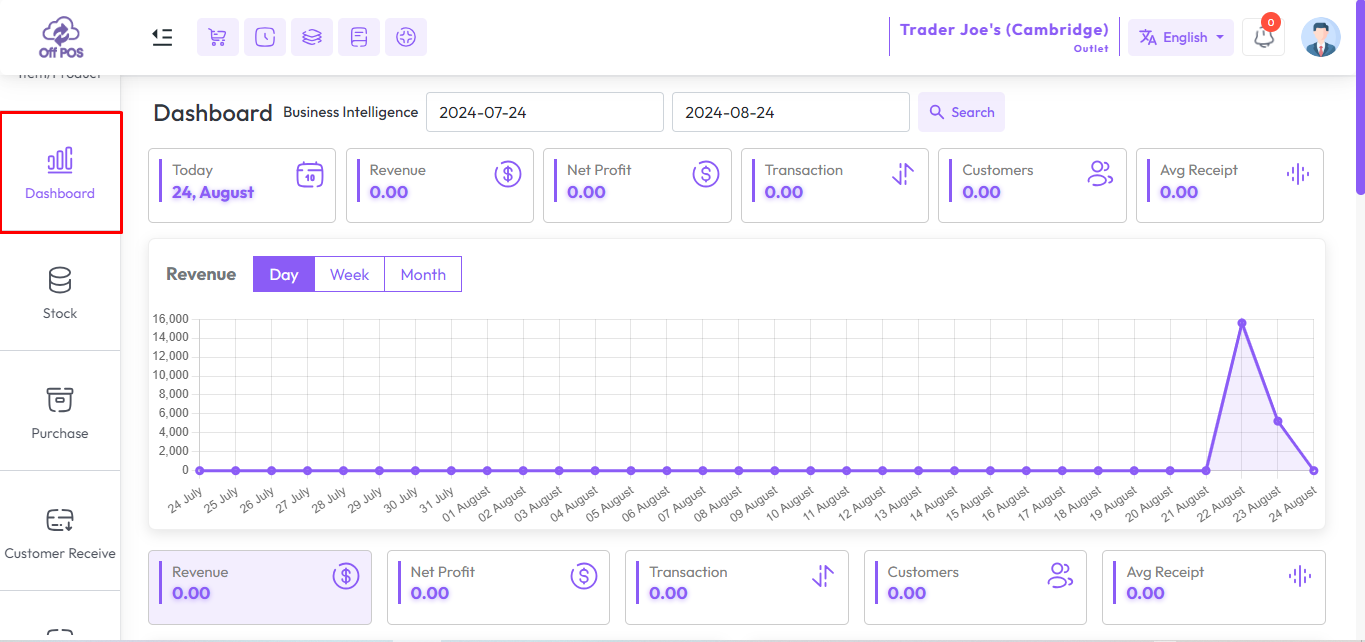 Off POS
Trader Joe's (Cambridge)
Outlet
English
0
Item/Product
Dashboard
Stock
Purchase
Customer Receive
Dashboard Business Intelligence 2024-07-24 2024-08-24 Search
Today
24, August
10
Revenue
0.00
Net Profit
0.00
Transaction
0.00
Customers
0.00
Avg Receipt
0.00
Revenue Day Week Month
16,000
14,000
12,000
10,000
8,000
6,000
4,000
2,000
0
24 July
25 July
26 July
27 July
28 July
29 July
30 July
31 July
01 August
02 August
03 August
04 August
05 August
06 August
07 August
08 August
09 August
10 August
11 August
12 August
13 August
14 August
15 August
16 August
17 August
18 August
19 August
20 August
21 August
22 August
23 August
24 August
Revenue
0.00
Net Profit
0.00
Transaction
0.00
Customers
0.00
Avg Receipt
0.00